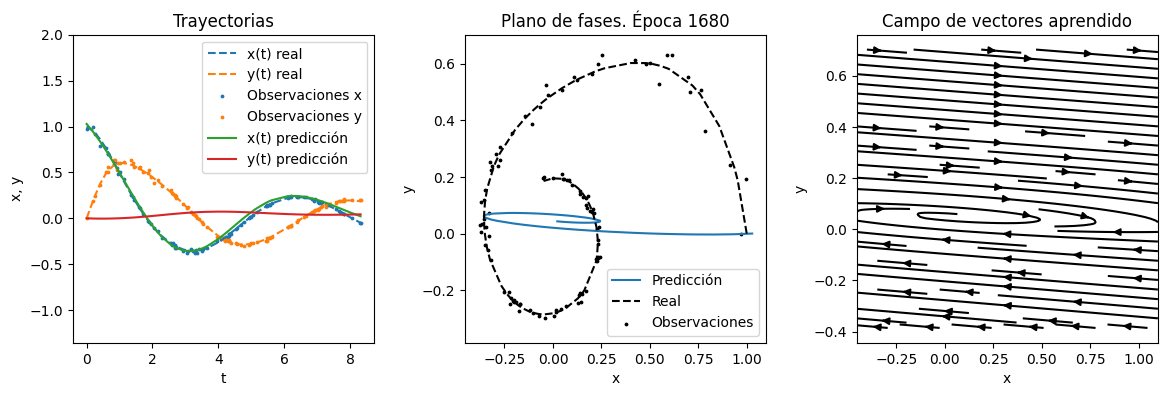 Trayectorias
x, y
2.0
1.5
1.0
0.5
0.0
−0.5
−1.0
0
2
4
6
8
t
x(t) real
y(t) real
Observaciones x
Observaciones y
x(t) predicción
y(t) predicción
Plano de fases. Época 1680
y
0.6
0.4
0.2
0.0
−0.2
−0.25
0.00
0.25
0.50
0.75
1.00
x
Predicción
Real
Observaciones
Campo de vectores aprendido
y
0.6
0.4
0.2
0.0
−0.2
−0.4
−0.25
0.00
0.25
0.50
0.75
1.00
x